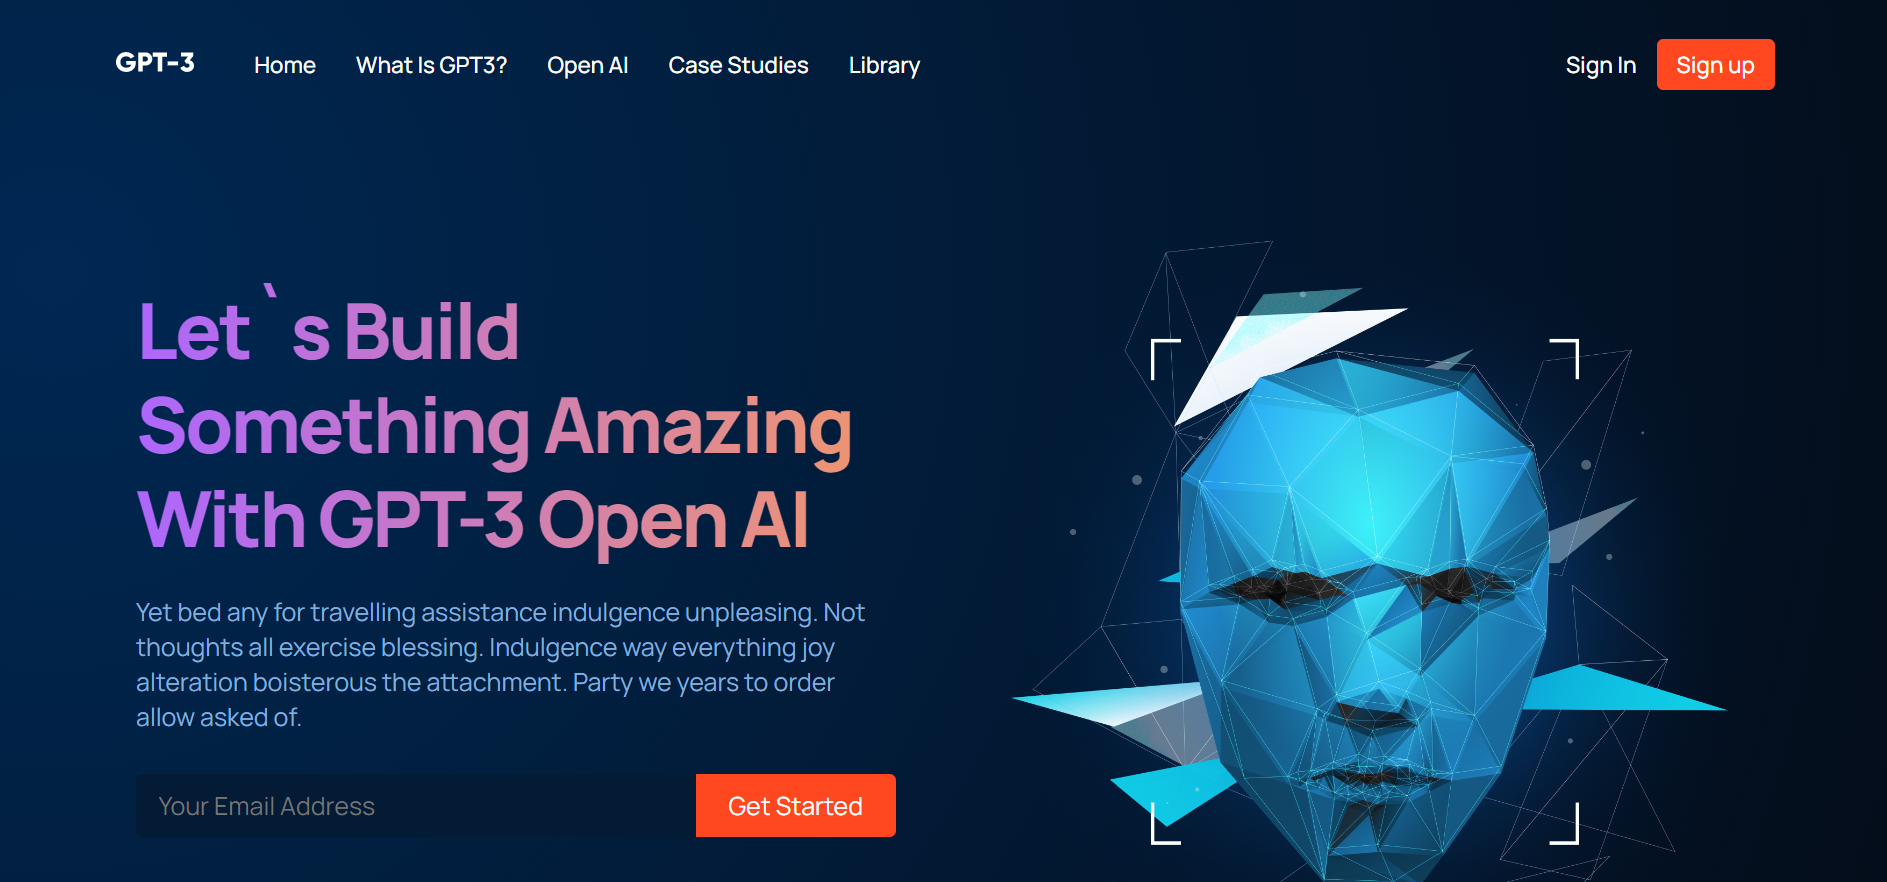 GPT-3 Home What Is GPT3? Open AI Case Studies Library Sign In Sign up
Let`s Build
Something Amazing
With GPT-3 Open AI
Yet bed any for travelling assistance indulgence unpleasing. Not
thoughts all exercise blessing. Indulgence way everything joy
alteration boisterous the attachment. Party we years to order
allow asked of.
Your Email Address Get Started